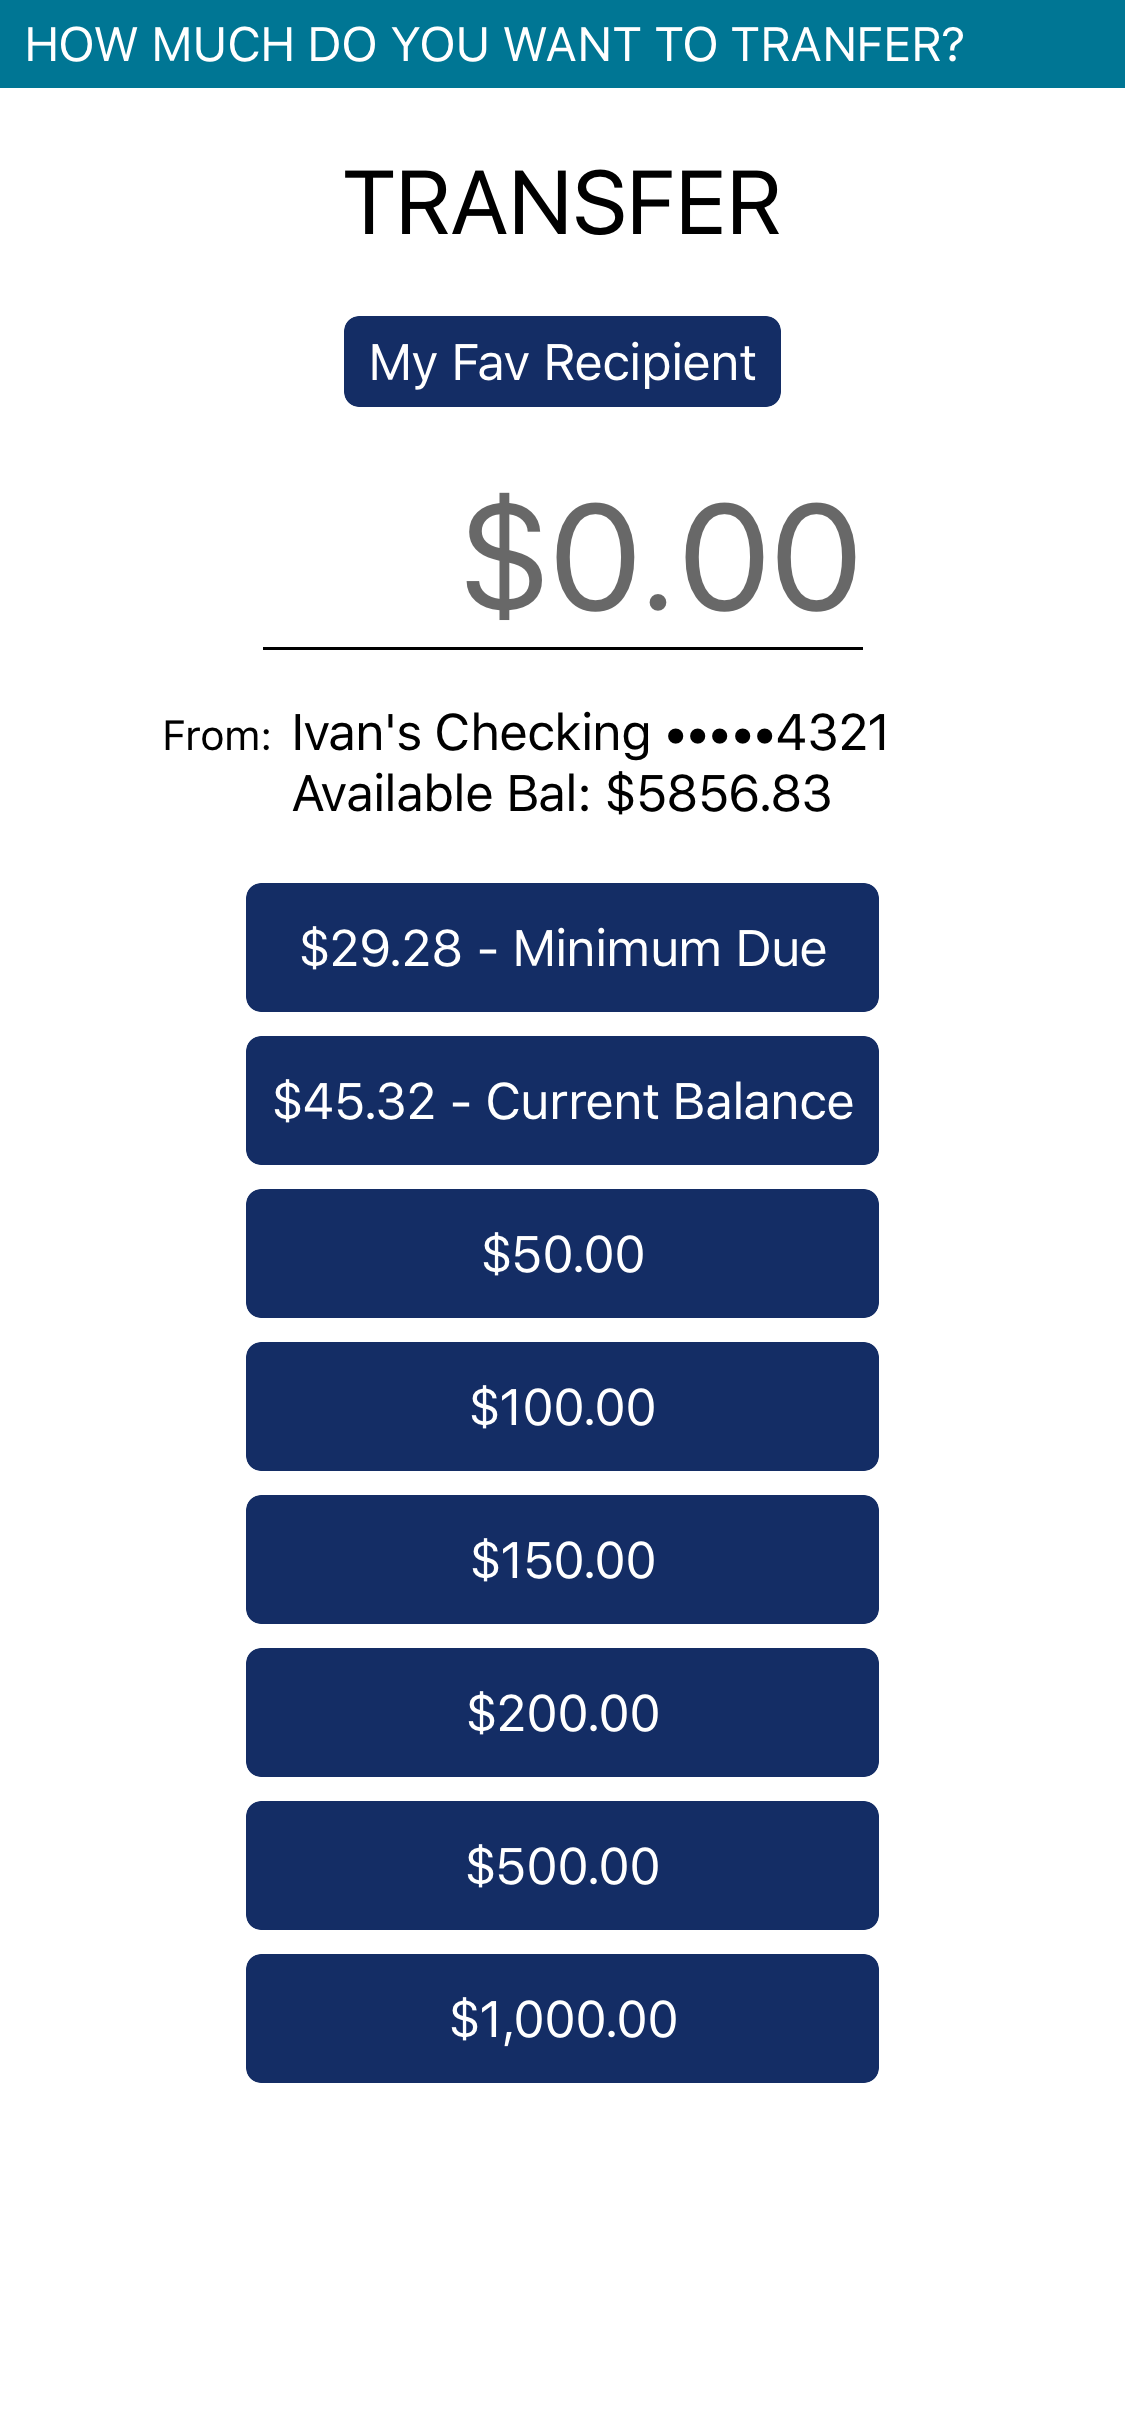 HOW MUCH DO YOU WANT TO TRANFER?
TRANSFER
My Fav Recipient
$0.00
From: Ivan's Checking •••••4321
Available Bal: $5856.83
$29.28 - Minimum Due
$45.32 - Current Balance
$50.00
$100.00
$150.00
$200.00
$500.00
$1,000.00